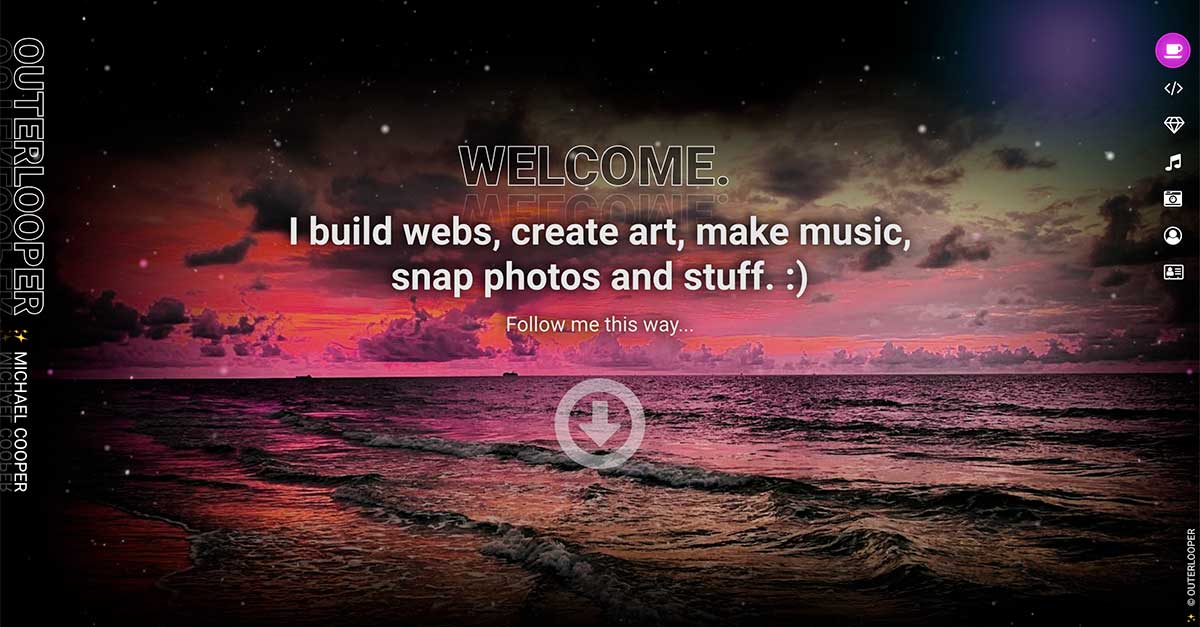 OUTERLOOPER
✨ MICHAEL COOPER
WELCOME.
I build webs, create art, make music,
snap photos and stuff. :)
Follow me this way...
✨ © OUTERLOOPER